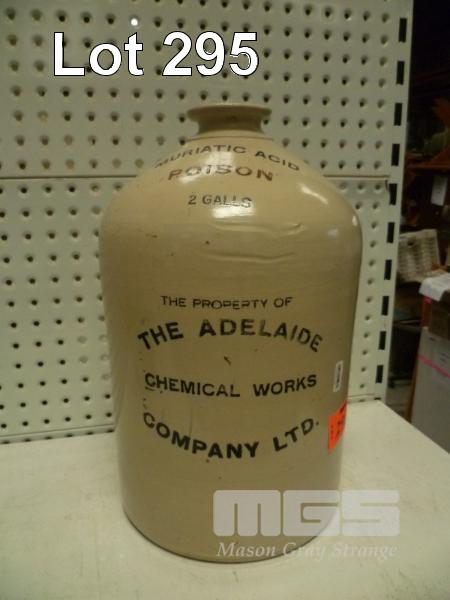 Lot 295
MURIATIC ACID
POISON
2 GALLS
THE PROPERTY OF
THE ADELAIDE
CHEMICAL WORKS
COMPANY LTD.
MGS
Mason Gray Strange